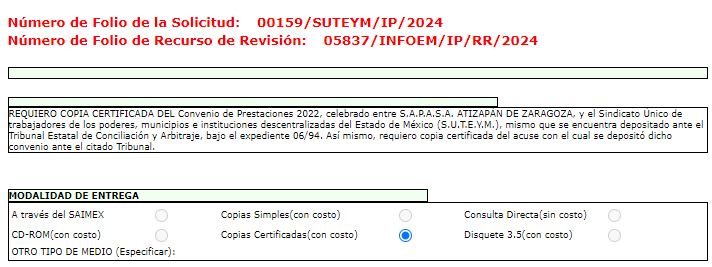 Número de Folio de la Solicitud: 00159/SUTEYM/IP/2024
Número de Folio de Recurso de Revisión: 05837/INFOEM/IP/RR/2024
REQUIERO COPIA CERTIFICADA DEL Convenio de Prestaciones 2022, celebrado entre S.A.P.A.S.A. ATIZAPÁN DE ZARAGOZA, y el Sindicato Único de
trabajadores de los poderes, municipios e instituciones descentralizadas del Estado de México (S.U.T.E.Y.M.), mismo que se encuentra depositado ante el
Tribunal Estatal de Conciliación y Arbitraje, bajo el expediente 06/94. Así mismo, requiero copia certificada del acuse con el cual se depositó dicho
convenio ante el citado Tribunal.
MODALIDAD DE ENTREGA
A través del SAIMEX Copias Simples(con costo) Consulta Directa(sin costo)
CD-ROM(con costo) Copias Certificadas(con costo) Disquete 3.5(con costo)
OTRO TIPO DE MEDIO (Especificar):